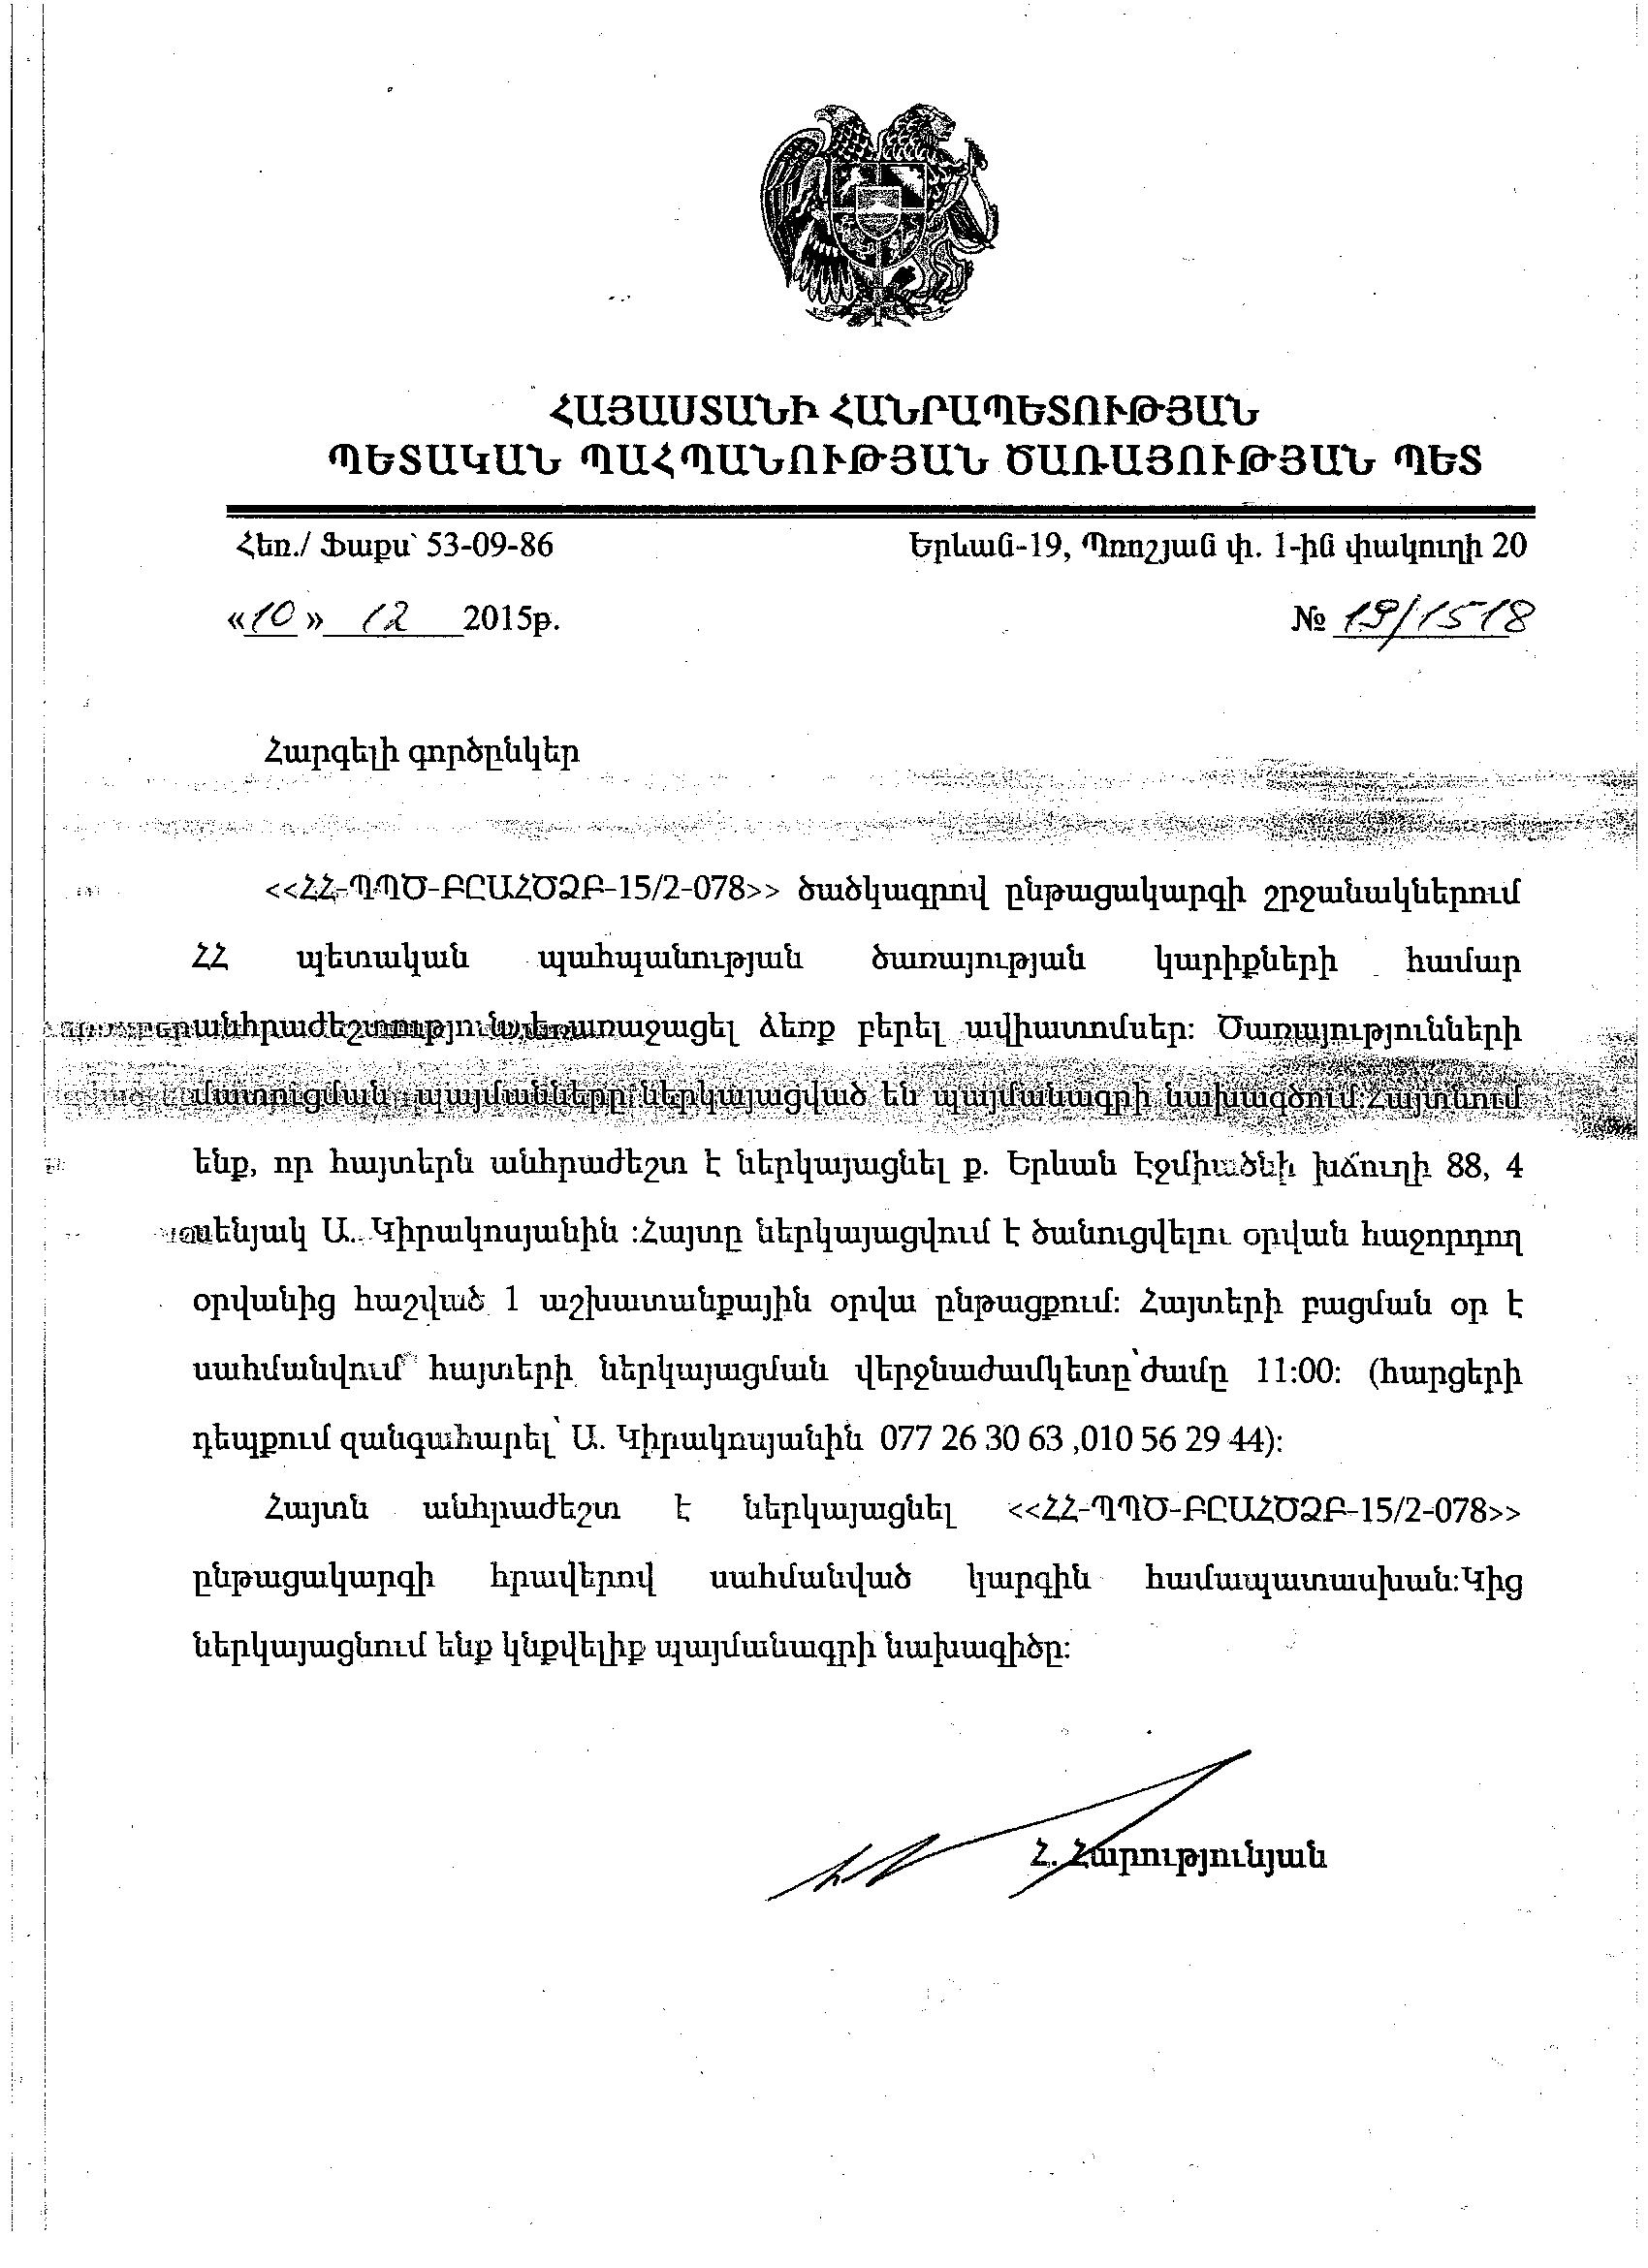 ՀԱՅԱՍՏԱՆԻ ՀԱՆՐԱՊԵՏՈՒԹՅԱՆ
ՊԵՏԱԿԱՆ ՊԱՀՊԱՆՈՒԹՅԱՆ ԾԱՌԱՅՈՒԹՅԱՆ ՊԵՏ
Հեռ./ Ֆաքս՝ 53-09-86 Երևան-19, Պռոշյան փ. 1-ին փակուղի 20
«10» 12 2015թ. № 19/1518
Հարգելի գործընկեր
<<ՀՀ-ՊՊԾ-ԲԸԱՀԾՁԲ-15/2-078>> ծածկագրով ընթացակարգի շրջանակներում
ՀՀ պետական պահպանության ծառայության կարիքների համար
անհրաժեշտություն է առաջացել ձեռք բերել ավիատոմսեր: Ծառայությունների
մատուցման պայմանները ներկայացված են պայմանագրի նախագծում:Հայտնում
ենք, որ հայտերն անհրաժեշտ է ներկայացնել ք. Երևան Էջմիածնի խճուղի 88, 4
սենյակ Ա. Կիրակոսյանին :Հայտը ներկայացվում է ծանուցվելու օրվան հաջորդող
օրվանից հաշված 1 աշխատանքային օրվա ընթացքում: Հայտերի բացման օր է
սահմանվում հայտերի ներկայացման վերջնաժամկետը՝ժամը 11:00: (հարցերի
դեպքում զանգահարել՝ Ա. Կիրակոսյանին 077 26 30 63 ,010 56 29 44):
Հայտն անհրաժեշտ է ներկայացնել <<ՀՀ-ՊՊԾ-ԲԸԱՀԾՁԲ-15/2-078>>
ընթացակարգի հրավերով սահմանված կարգին համապատասխան:Կից
ներկայացնում ենք կնքվելիք պայմանագրի նախագիծը:
Հ. Հարությունյան